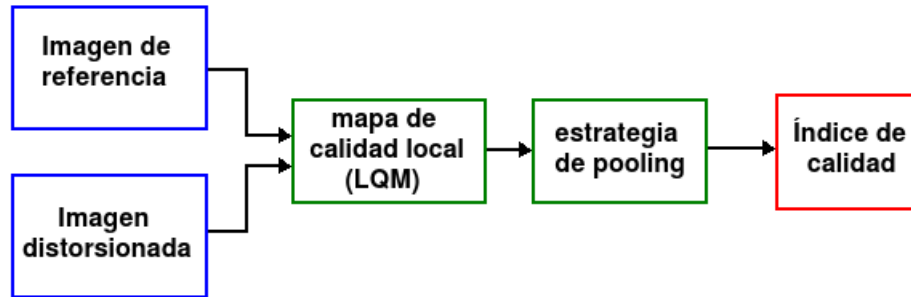 Imagen de
referencia
Imagen
distorsionada
mapa de
calidad local
(LQM)
estrategia
de pooling
Índice de
calidad